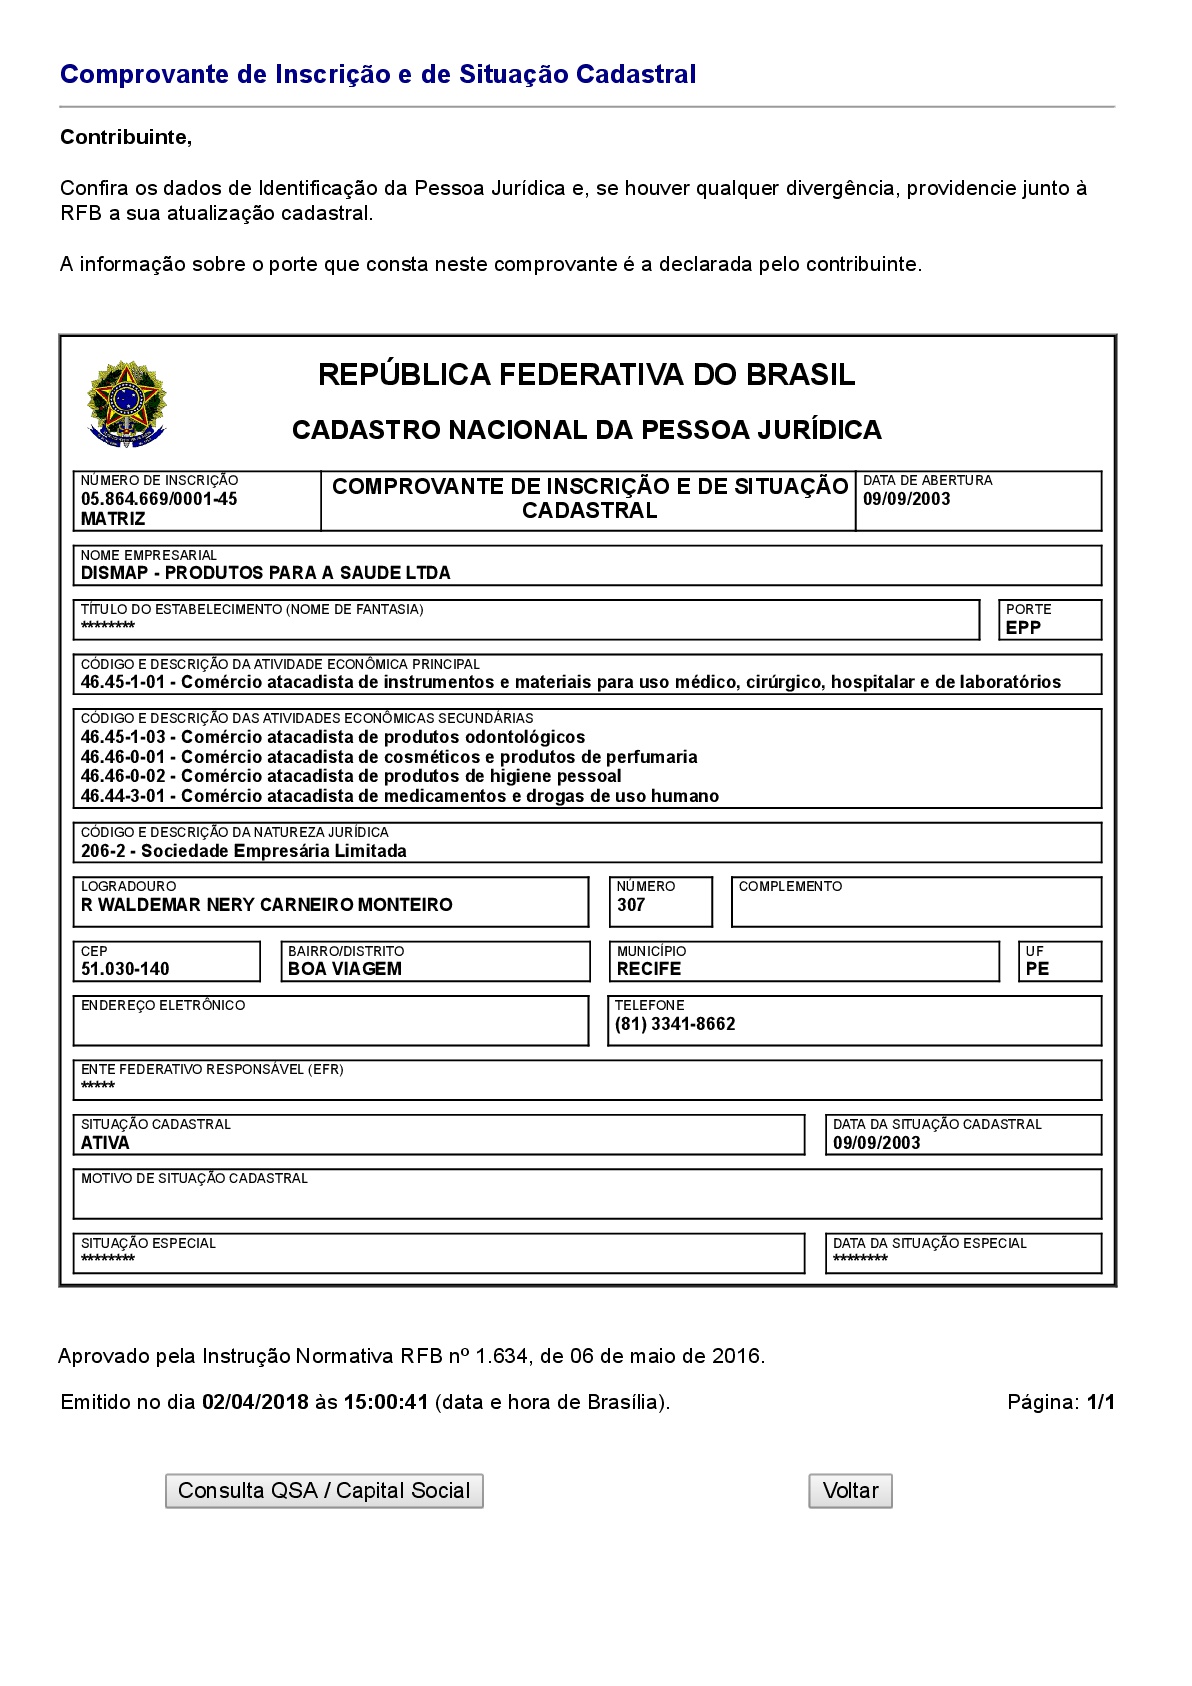 Comprovante de Inscrição e de Situação Cadastral
Contribuinte,
Confira os dados de Identificação da Pessoa Jurídica e, se houver qualquer divergência, providencie junto à
RFB a sua atualização cadastral.
A informação sobre o porte que consta neste comprovante é a declarada pelo contribuinte.
REPÚBLICA FEDERATIVA DO BRASIL
CADASTRO NACIONAL DA PESSOA JURÍDICA
NÚMERO DE INSCRIÇÃO
05.864.669/0001-45
MATRIZ
COMPROVANTE DE INSCRIÇÃO E DE SITUAÇÃO
CADASTRAL
DATA DE ABERTURA
09/09/2003
NOME EMPRESARIAL
DISMAP - PRODUTOS PARA A SAUDE LTDA
TÍTULO DO ESTABELECIMENTO (NOME DE FANTASIA)
********
PORTE
EPP
CÓDIGO E DESCRIÇÃO DA ATIVIDADE ECONÔMICA PRINCIPAL
46.45-1-01 - Comércio atacadista de instrumentos e materiais para uso médico, cirúrgico, hospitalar e de laboratórios
CÓDIGO E DESCRIÇÃO DAS ATIVIDADES ECONÔMICAS SECUNDÁRIAS
46.45-1-03 - Comércio atacadista de produtos odontológicos
46.46-0-01 - Comércio atacadista de cosméticos e produtos de perfumaria
46.46-0-02 - Comércio atacadista de produtos de higiene pessoal
46.44-3-01 - Comércio atacadista de medicamentos e drogas de uso humano
CÓDIGO E DESCRIÇÃO DA NATUREZA JURÍDICA
206-2 - Sociedade Empresária Limitada
LOGRADOURO
R WALDEMAR NERY CARNEIRO MONTEIRO
NÚMERO
307
COMPLEMENTO
CEP
51.030-140
BAIRRO/DISTRITO
BOA VIAGEM
MUNICÍPIO
RECIFE
UF
PE
ENDEREÇO ELETRÔNICO
TELEFONE
(81) 3341-8662
ENTE FEDERATIVO RESPONSÁVEL (EFR)
*****
SITUAÇÃO CADASTRAL
ATIVA
DATA DA SITUAÇÃO CADASTRAL
09/09/2003
MOTIVO DE SITUAÇÃO CADASTRAL
SITUAÇÃO ESPECIAL
********
DATA DA SITUAÇÃO ESPECIAL
********
Aprovado pela Instrução Normativa RFB nº 1.634, de 06 de maio de 2016.
Emitido no dia 02/04/2018 às 15:00:41 (data e hora de Brasília).
Página: 1/1
Consulta QSA / Capital Social
Voltar